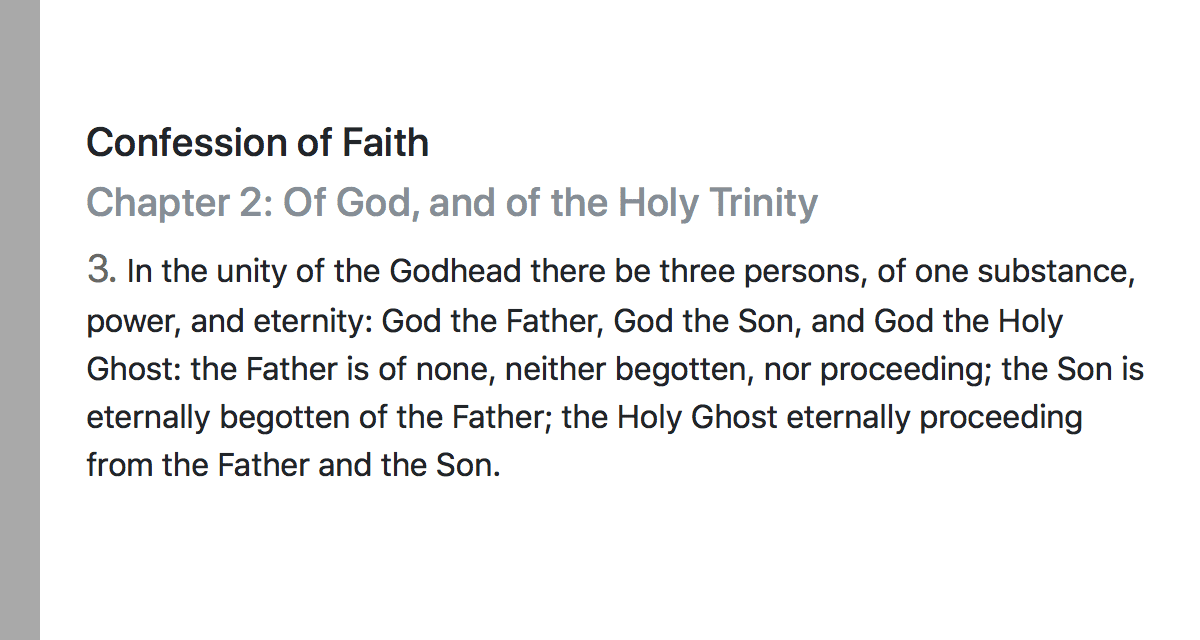 Confession of Faith
Chapter 2: Of God, and of the Holy Trinity
3. In the unity of the Godhead there be three persons, of one substance,
power, and eternity: God the Father, God the Son, and God the Holy
Ghost: the Father is of none, neither begotten, nor proceeding; the Son is
eternally begotten of the Father; the Holy Ghost eternally proceeding
from the Father and the Son.